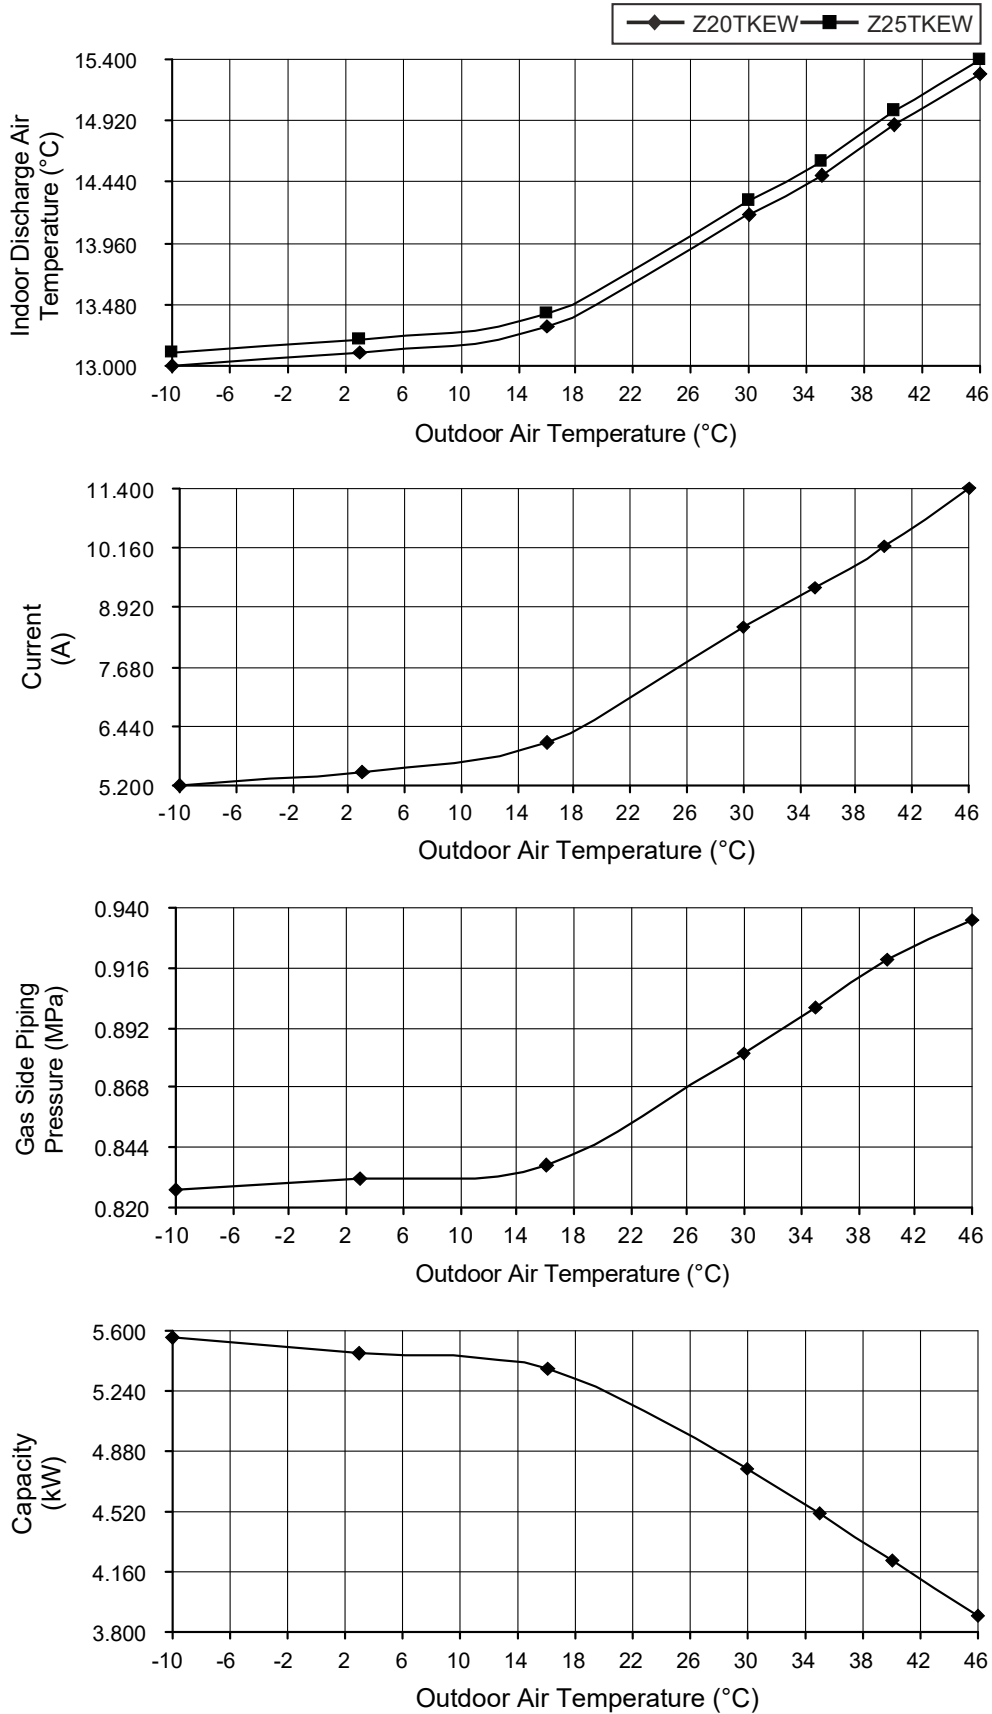 Z20TKEW Z25TKEW
15.400
14.920
14.440
13.960
13.480
13.000
Indoor Discharge Air
Temperature (°C)
-10 -6 -2 2 6 10 14 18 22 26 30 34 38 42 46
Outdoor Air Temperature (°C)
11.400
10.160
8.920
7.680
6.440
5.200
Current
(A)
-10 -6 -2 2 6 10 14 18 22 26 30 34 38 42 46
Outdoor Air Temperature (°C)
0.940
0.916
0.892
0.868
0.844
0.820
Gas Side Piping
Pressure (MPa)
-10 -6 -2 2 6 10 14 18 22 26 30 34 38 42 46
Outdoor Air Temperature (°C)
5.600
5.240
4.880
4.520
4.160
3.800
Capacity
(kW)
-10 -6 -2 2 6 10 14 18 22 26 30 34 38 42 46
Outdoor Air Temperature (°C)